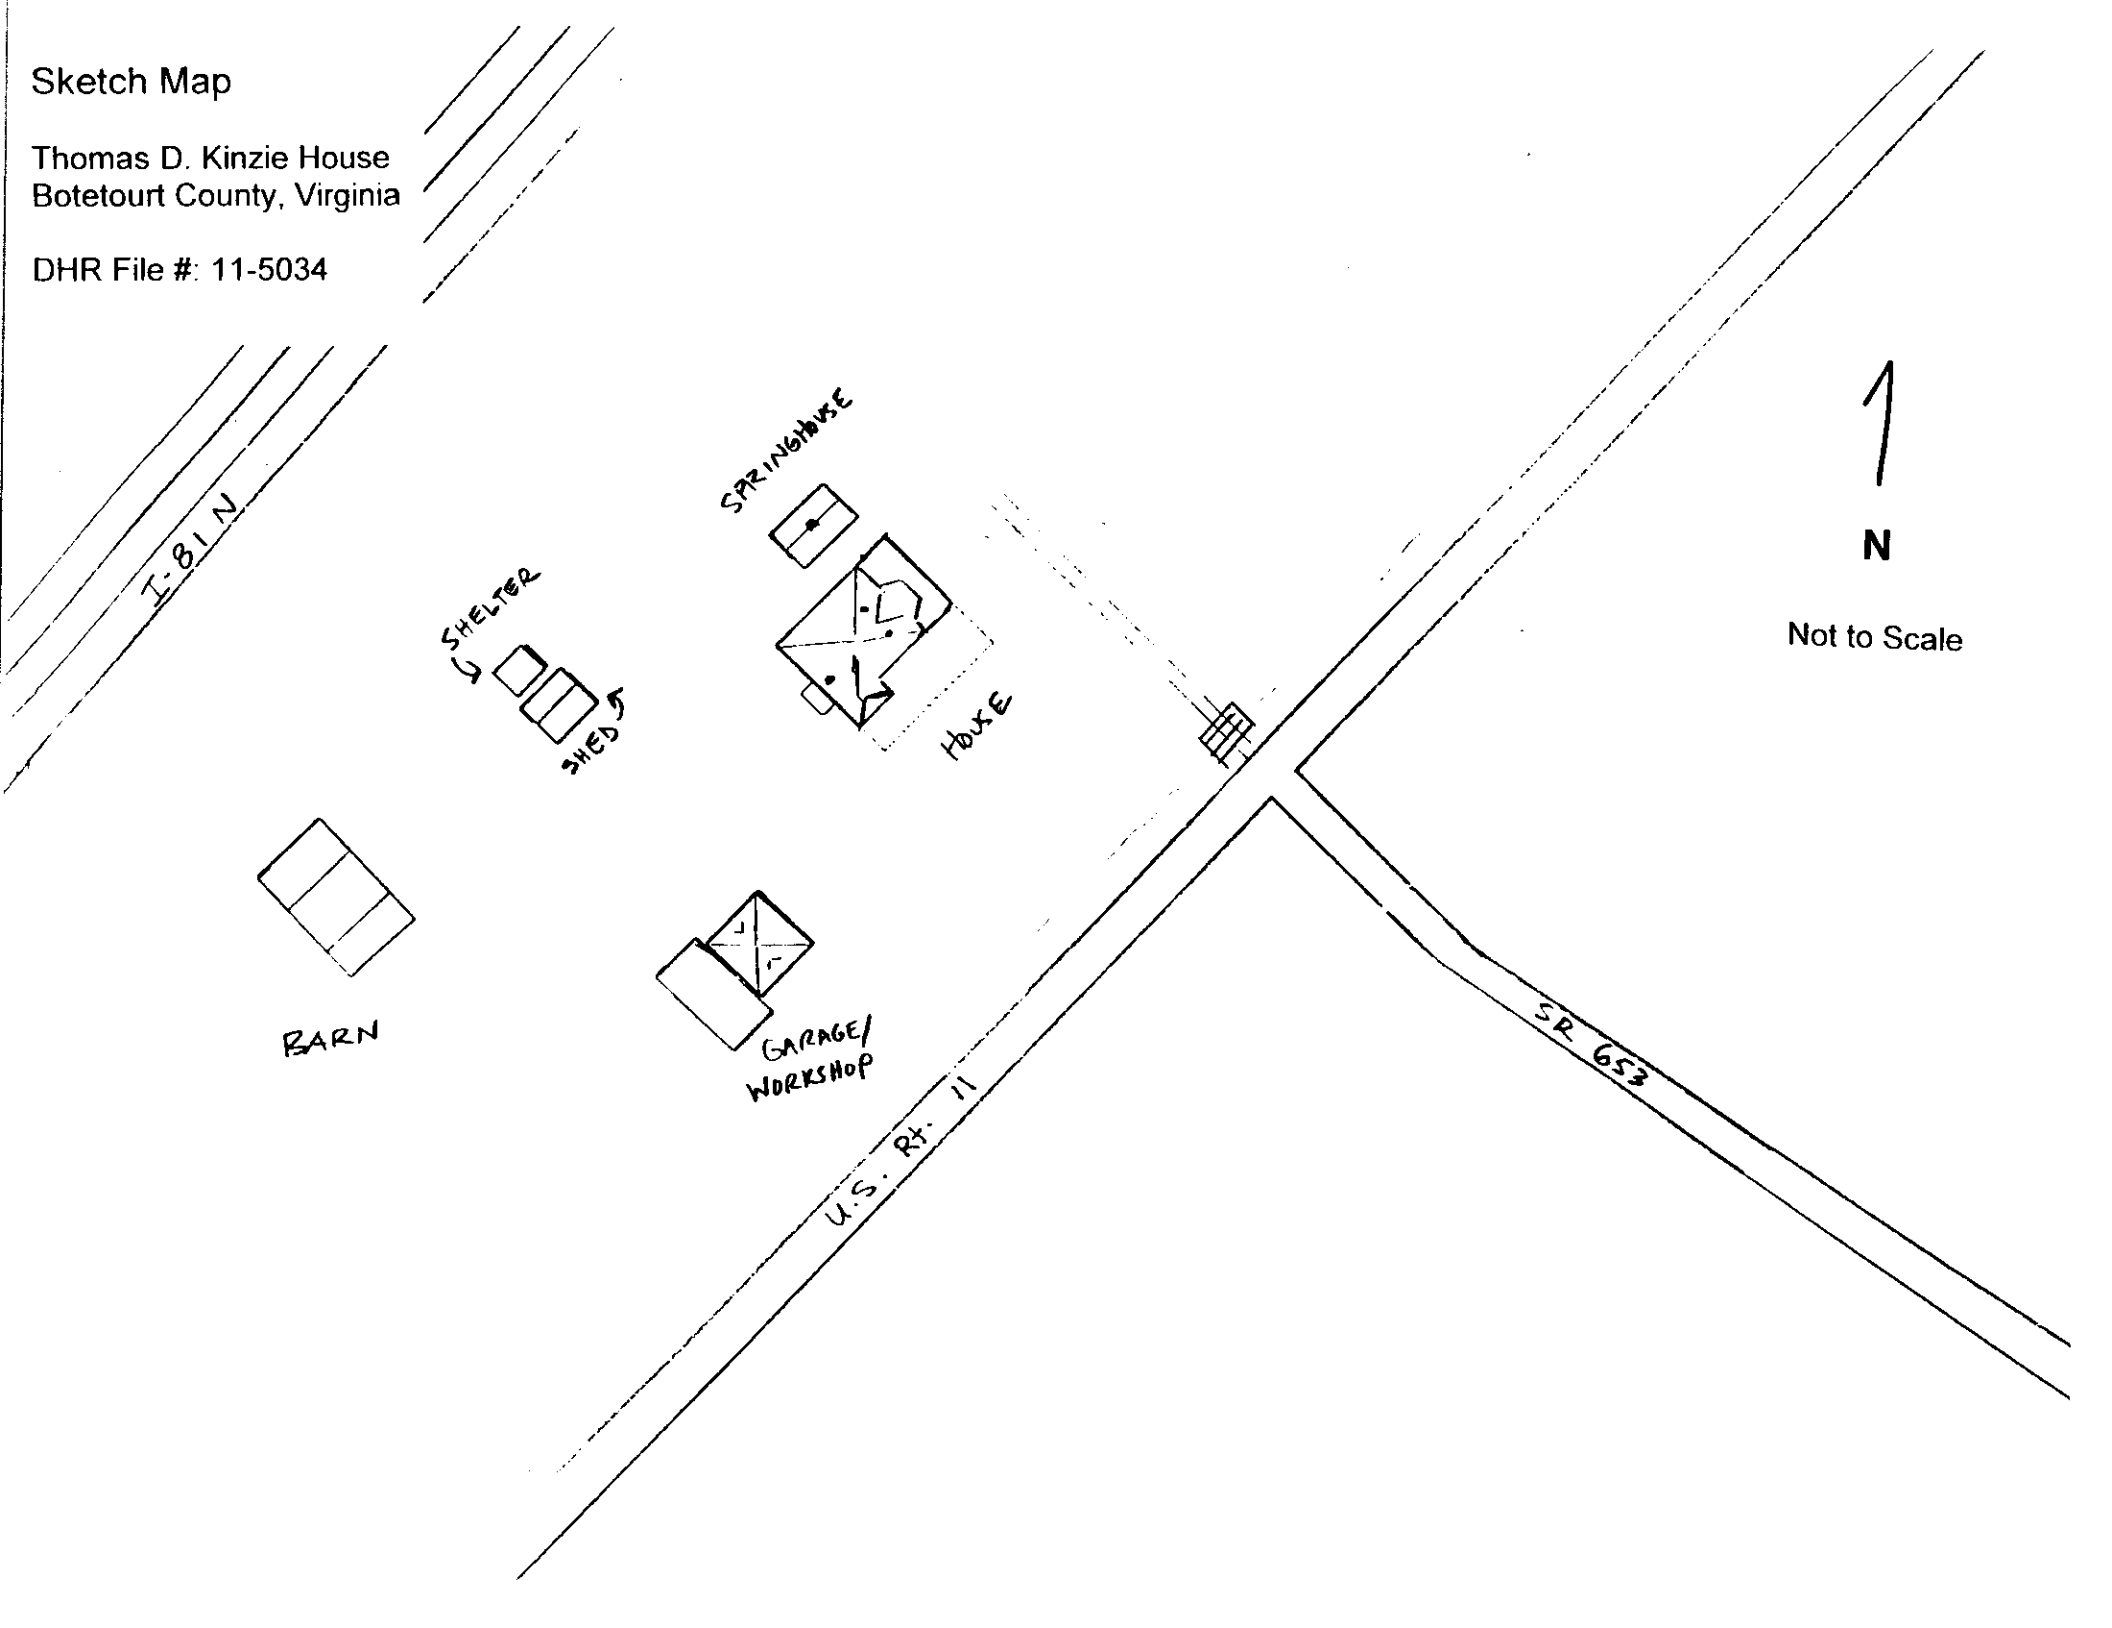 Sketch Map
Thomas D. Kinzie House
Botetourt County, Virginia
DHR File #: 11-5034
SPRINGHOUSE
I-81 N
N
SHELTER
Not to Scale
HOUSE
SHED
SR 653
BARN
GARAGE/
WORKSHOP
U.S. Rt. 11